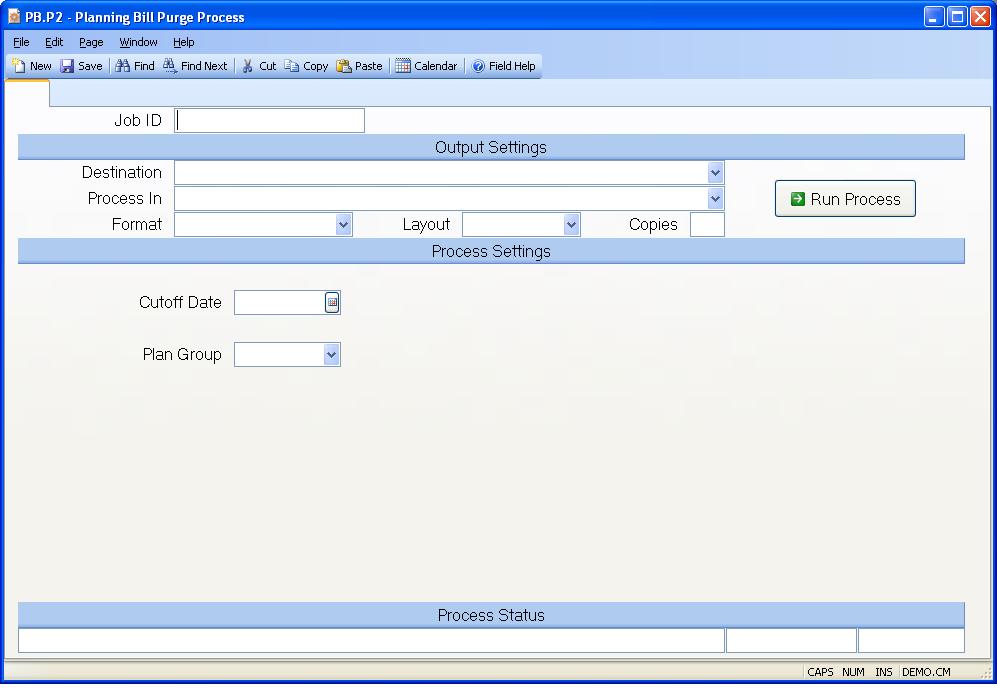 PB.P2 - Planning Bill Purge Process
File Edit Page Window Help
New Save Find Find Next Cut Copy Paste Calendar Field Help
Job ID
Output Settings
Destination
Process In
Run Process
Format Layout Copies
Process Settings
Cutoff Date
Plan Group
Process Status
CAPS NUM INS DEMO.CM